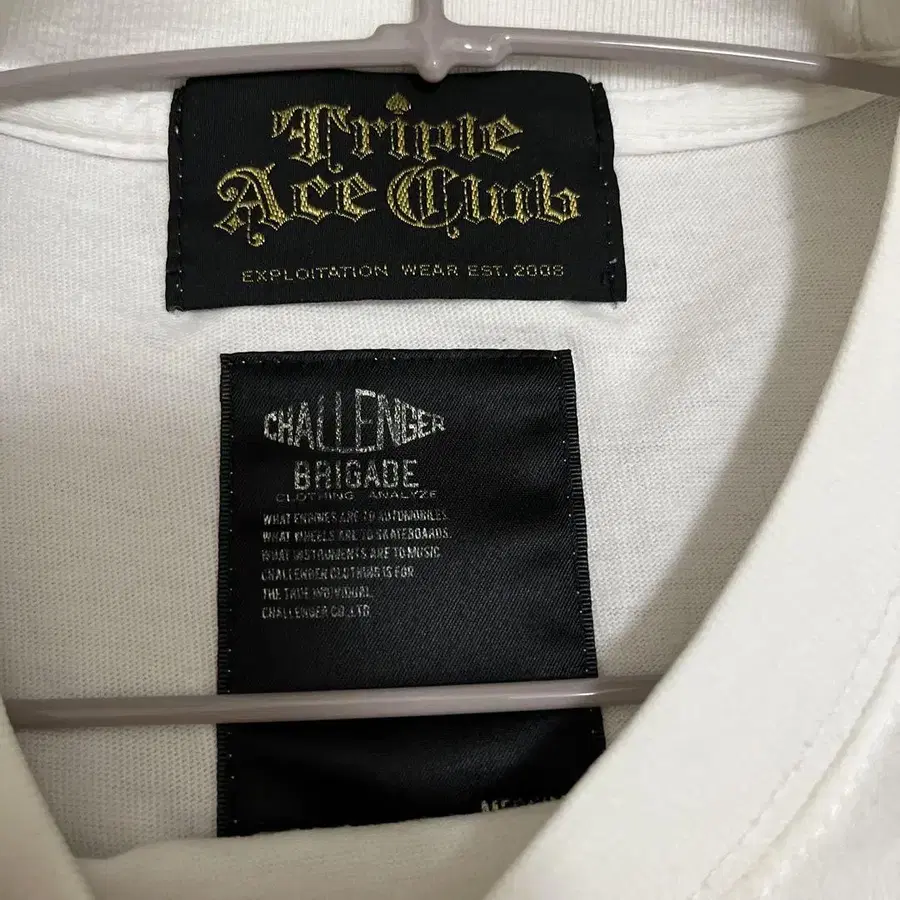 Triple
Ace Club
EXPLOITATION WEAR EST. 2008
CHALLENGER
BRIGADE
CLOTHING ANALYZE
WHAT ENGINES ARE TO AUTOMOBILES.
WHAT WHEELS ARE TO SKATEBOARDS.
WHAT INSTRUMENTS ARE TO MUSIC.
CHALLENGER CLOTHING IS FOR
THE TRUE INDIVIDUAL.
CHALLENGER CO.,LTD.